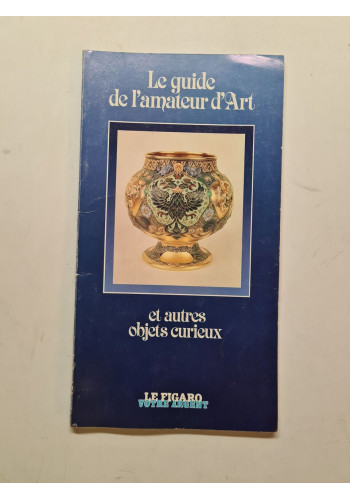 Le guide
de l'amateur d'Art
et autres
objets curieux
LE FIGARO
VOTRE ARGENT